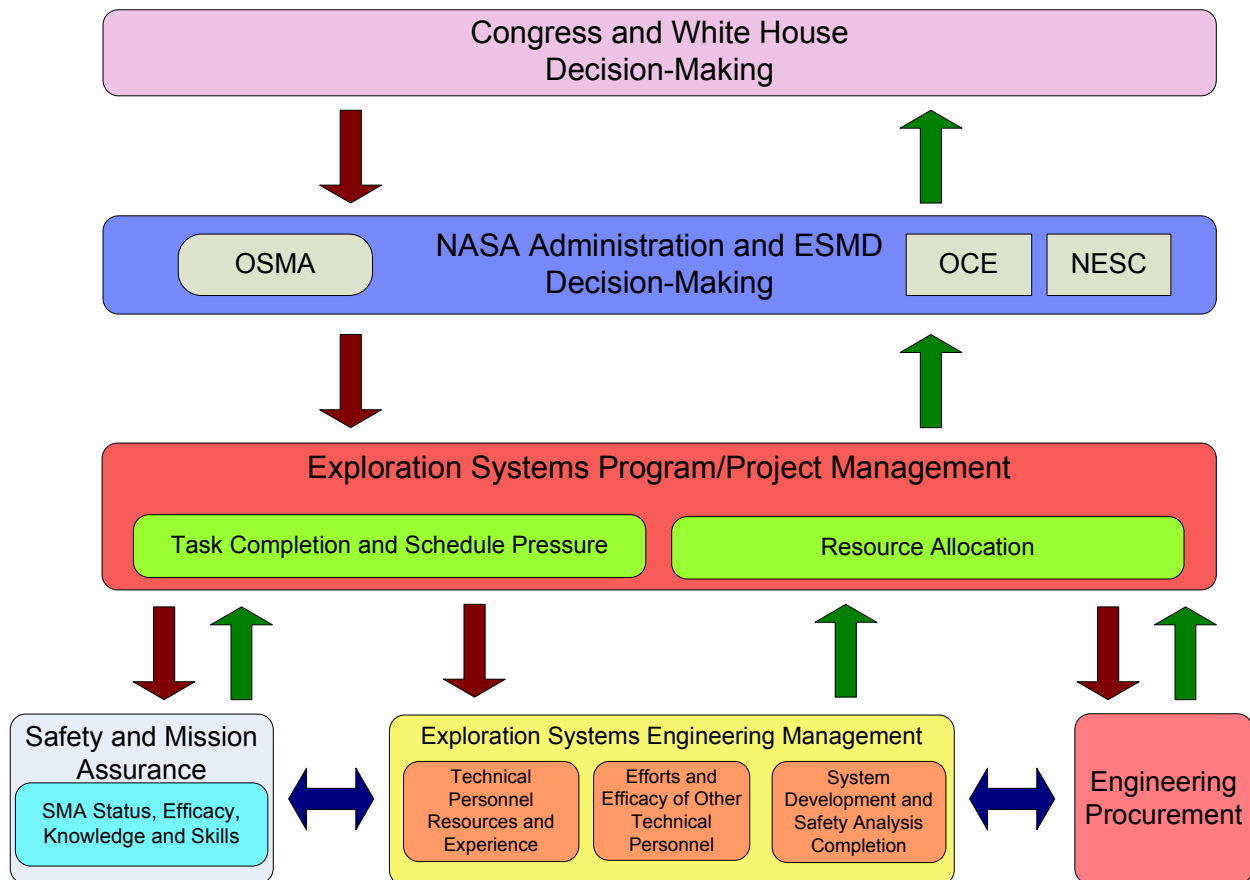 Congress and White House
Decision-Making
OSMA
NASA Administration and ESMD
Decision-Making
OCE
NESC
Exploration Systems Program/Project Management
Task Completion and Schedule Pressure
Resource Allocation
Safety and Mission
Assurance
SMA Status, Efficacy,
Knowledge and Skills
Exploration Systems Engineering Management
Technical
Personnel
Resources and
Experience
Efforts and
Efficacy of Other
Technical
Personnel
System
Development and
Safety Analysis
Completion
Engineering
Procurement